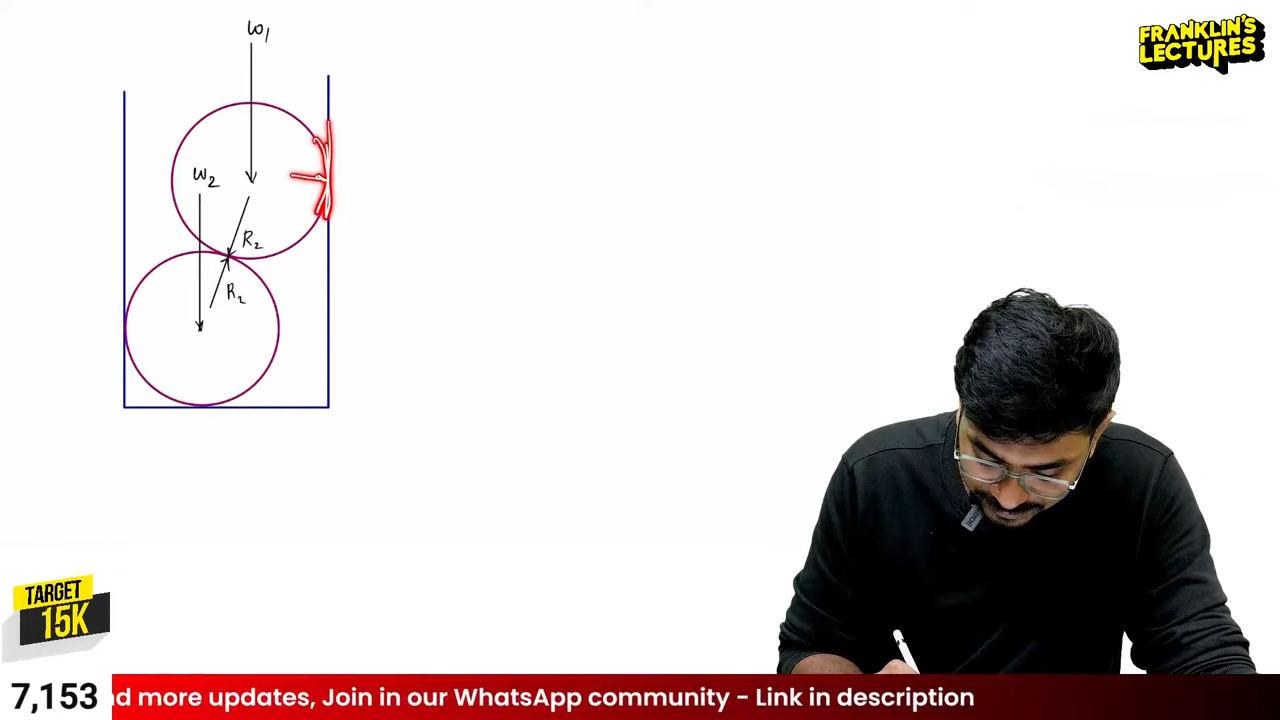 FRANKLIN'S
LECTURES
W1
W2
R2
R2
TARGET
15K
7,153
nd more updates, Join in our WhatsApp community - Link in description